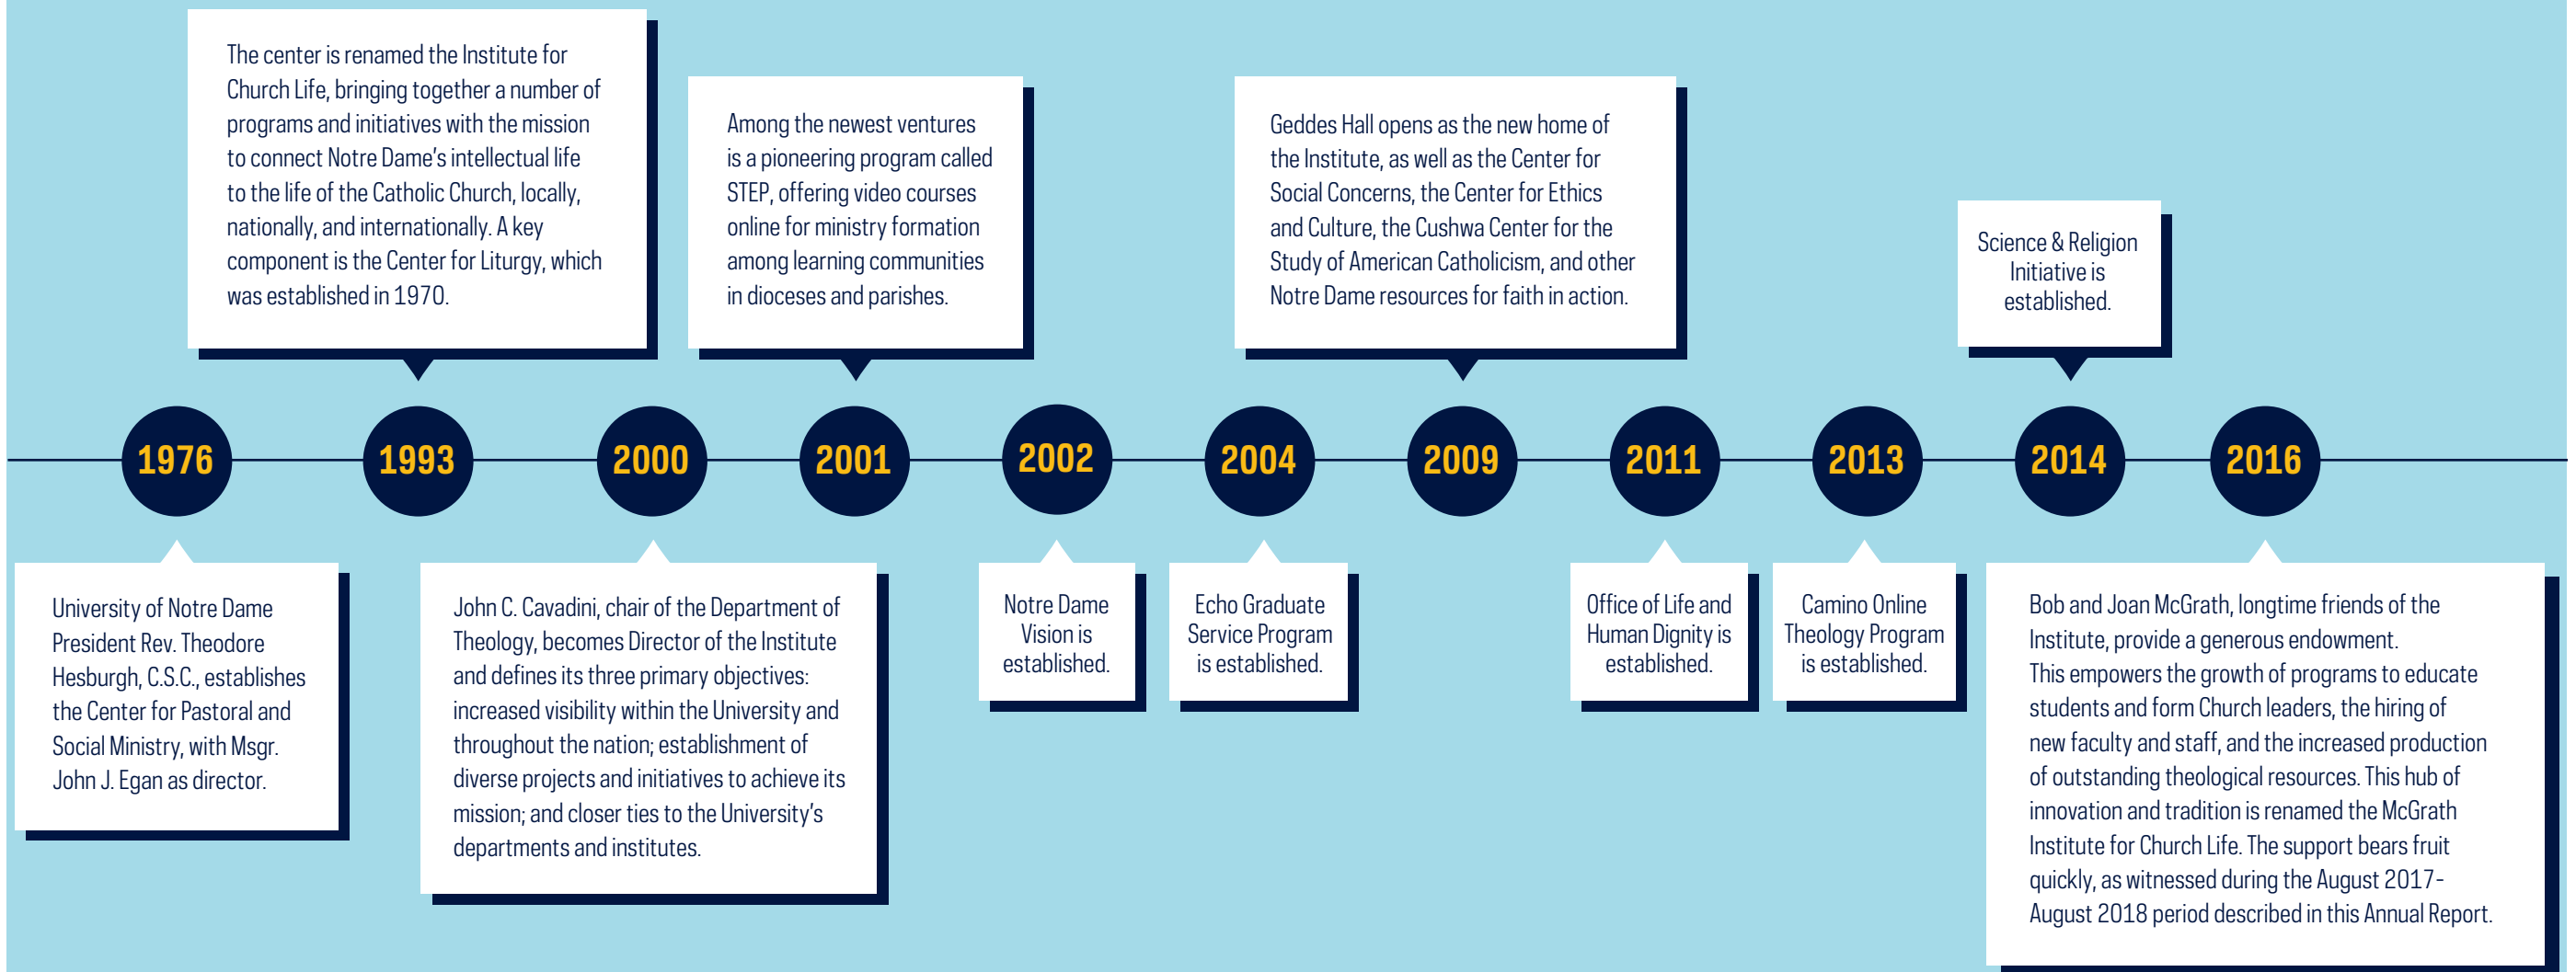 The center is renamed the Institute for
Church Life, bringing together a number of
programs and initiatives with the mission
to connect Notre Dame’s intellectual life
to the life of the Catholic Church, locally,
nationally, and internationally. A key
component is the Center for Liturgy, which
was established in 1970.
Among the newest ventures
is a pioneering program called
STEP, offering video courses
online for ministry formation
among learning communities
in dioceses and parishes.
Geddes Hall opens as the new home of
the Institute, as well as the Center for
Social Concerns, the Center for Ethics
and Culture, the Cushwa Center for the
Study of American Catholicism, and other
Notre Dame resources for faith in action.
Science & Religion
Initiative is
established.
1976
1993
2000
2001
2002
2004
2009
2011
2013
2014
2016
University of Notre Dame
President Rev. Theodore
Hesburgh, C.S.C., establishes
the Center for Pastoral and
Social Ministry, with Msgr.
John J. Egan as director.
John C. Cavadini, chair of the Department of
Theology, becomes Director of the Institute
and defines its three primary objectives:
increased visibility within the University and
throughout the nation; establishment of
diverse projects and initiatives to achieve its
mission; and closer ties to the University’s
departments and institutes.
Notre Dame
Vision is
established.
Echo Graduate
Service Program
is established.
Office of Life and
Human Dignity is
established.
Camino Online
Theology Program
is established.
Bob and Joan McGrath, longtime friends of the
Institute, provide a generous endowment.
This empowers the growth of programs to educate
students and form Church leaders, the hiring of
new faculty and staff, and the increased production
of outstanding theological resources. This hub of
innovation and tradition is renamed the McGrath
Institute for Church Life. The support bears fruit
quickly, as witnessed during the August 2017-
August 2018 period described in this Annual Report.